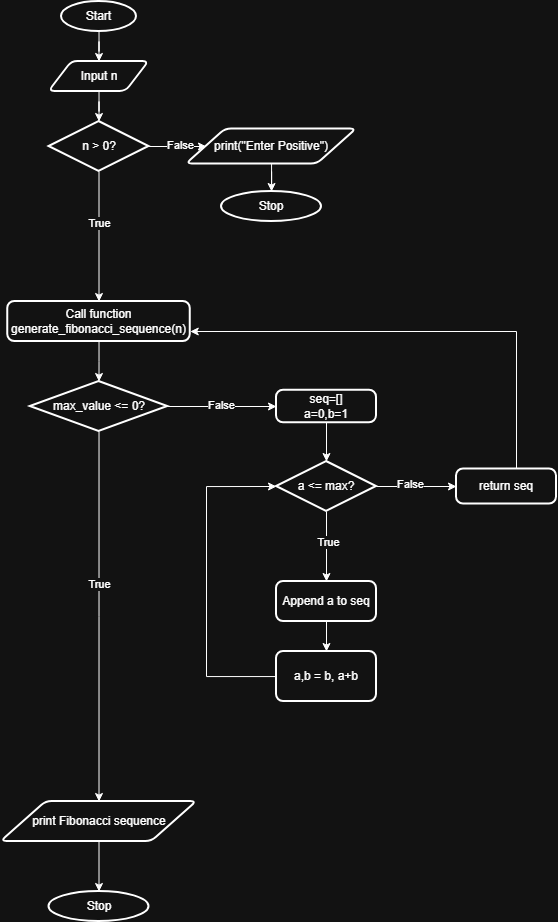 Start
Input n
n > 0?
False
print("Enter Positive")
Stop
True
Call function
generate_fibonacci_sequence(n)
max_value <= 0?
False
seq=[]
a=0,b=1
a <= max?
False
return seq
True
True
Append a to seq
a,b = b, a+b
print Fibonacci sequence
Stop